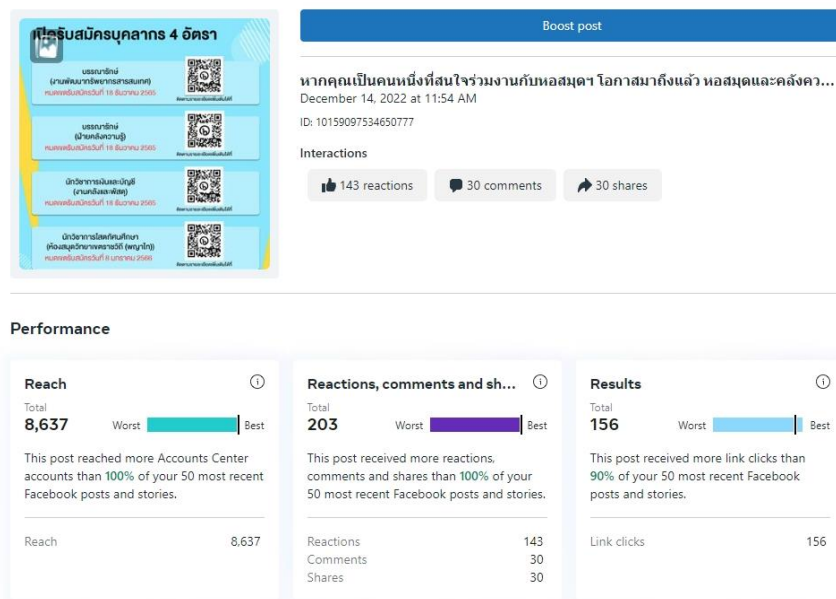 เปิดรับสมัครบุคลากร 4 อัตรา
บรรณารักษ์
(งานพัฒนาทรัพยากรสารสนเทศ)
หมดเขตรับสมัครวันที่ 18 ธันวาคม 2565
บรรณารักษ์
(ฝ่ายคลังความรู้)
หมดเขตรับสมัครวันที่ 18 ธันวาคม 2565
นักวิชาการเงินและบัญชี
(งานคลังและพัสดุ)
หมดเขตรับสมัครวันที่ 18 ธันวาคม 2565
นักวิชาการโสตทัศนศึกษา
(ห้องสมุดวิทยาเขตราชวิถี (พญาไท))
หมดเขตรับสมัครวันที่ 8 มกราคม 2566
Boost post
หากคุณเป็นคนหนึ่งที่สนใจร่วมงานกับหอสมุดฯ โอกาสมาถึงแล้ว หอสมุดและคลังคว...
December 14, 2022 at 11:54 AM
ID: 10159097534650777
Interactions
143 reactions
30 comments
30 shares
Performance
Reach
Total
8,637
Worst
Best
This post reached more Accounts Center
accounts than 100% of your 50 most recent
Facebook posts and stories.
Reach 8,637
Reactions, comments and sh...
Total
203
Worst
Best
This post received more reactions,
comments and shares than 100% of your
50 most recent Facebook posts and stories.
Reactions 143
Comments 30
Shares 30
Results
Total
156
Worst
Best
This post received more link clicks than
90% of your 50 most recent Facebook
posts and stories.
Link clicks 156